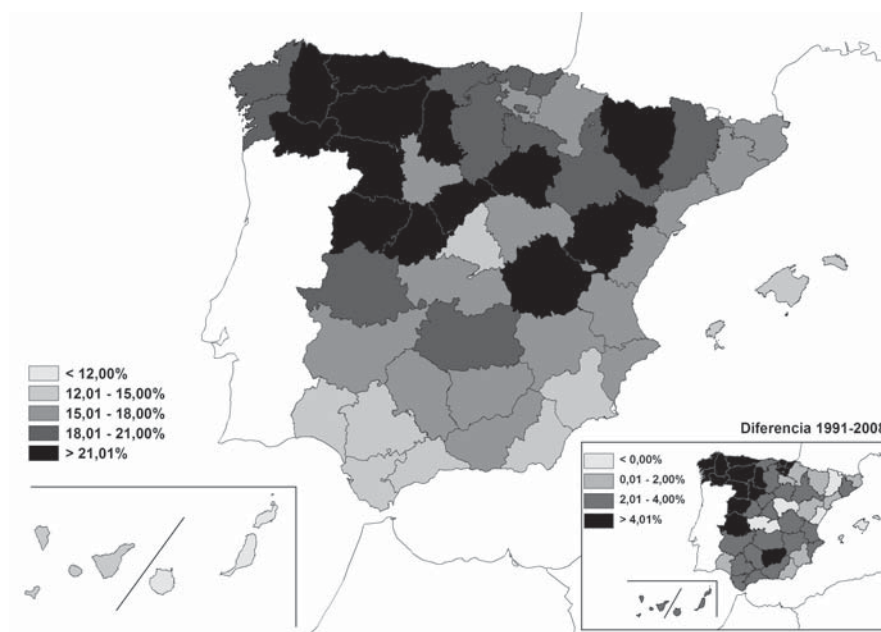 < 12,00%
12,01 - 15,00%
15,01 - 18,00%
18,01 - 21,00%
> 21,01%
Diferencia 1991-2008
< 0,00%
0,01 - 2,00%
2,01 - 4,00%
> 4,01%